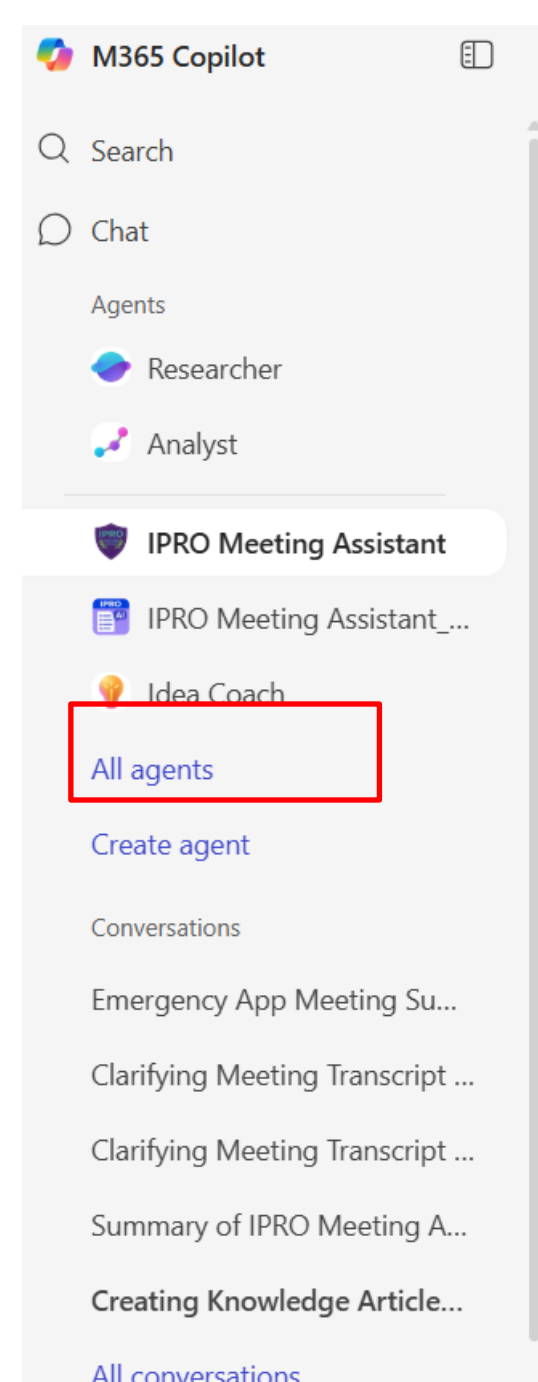 M365 Copilot
Search
Chat
Agents
Researcher
Analyst
IPRO Meeting Assistant
IPRO Meeting Assistant_...
Idea Coach
All agents
Create agent
Conversations
Emergency App Meeting Su...
Clarifying Meeting Transcript ...
Clarifying Meeting Transcript ...
Summary of IPRO Meeting A...
Creating Knowledge Article...
All conversations